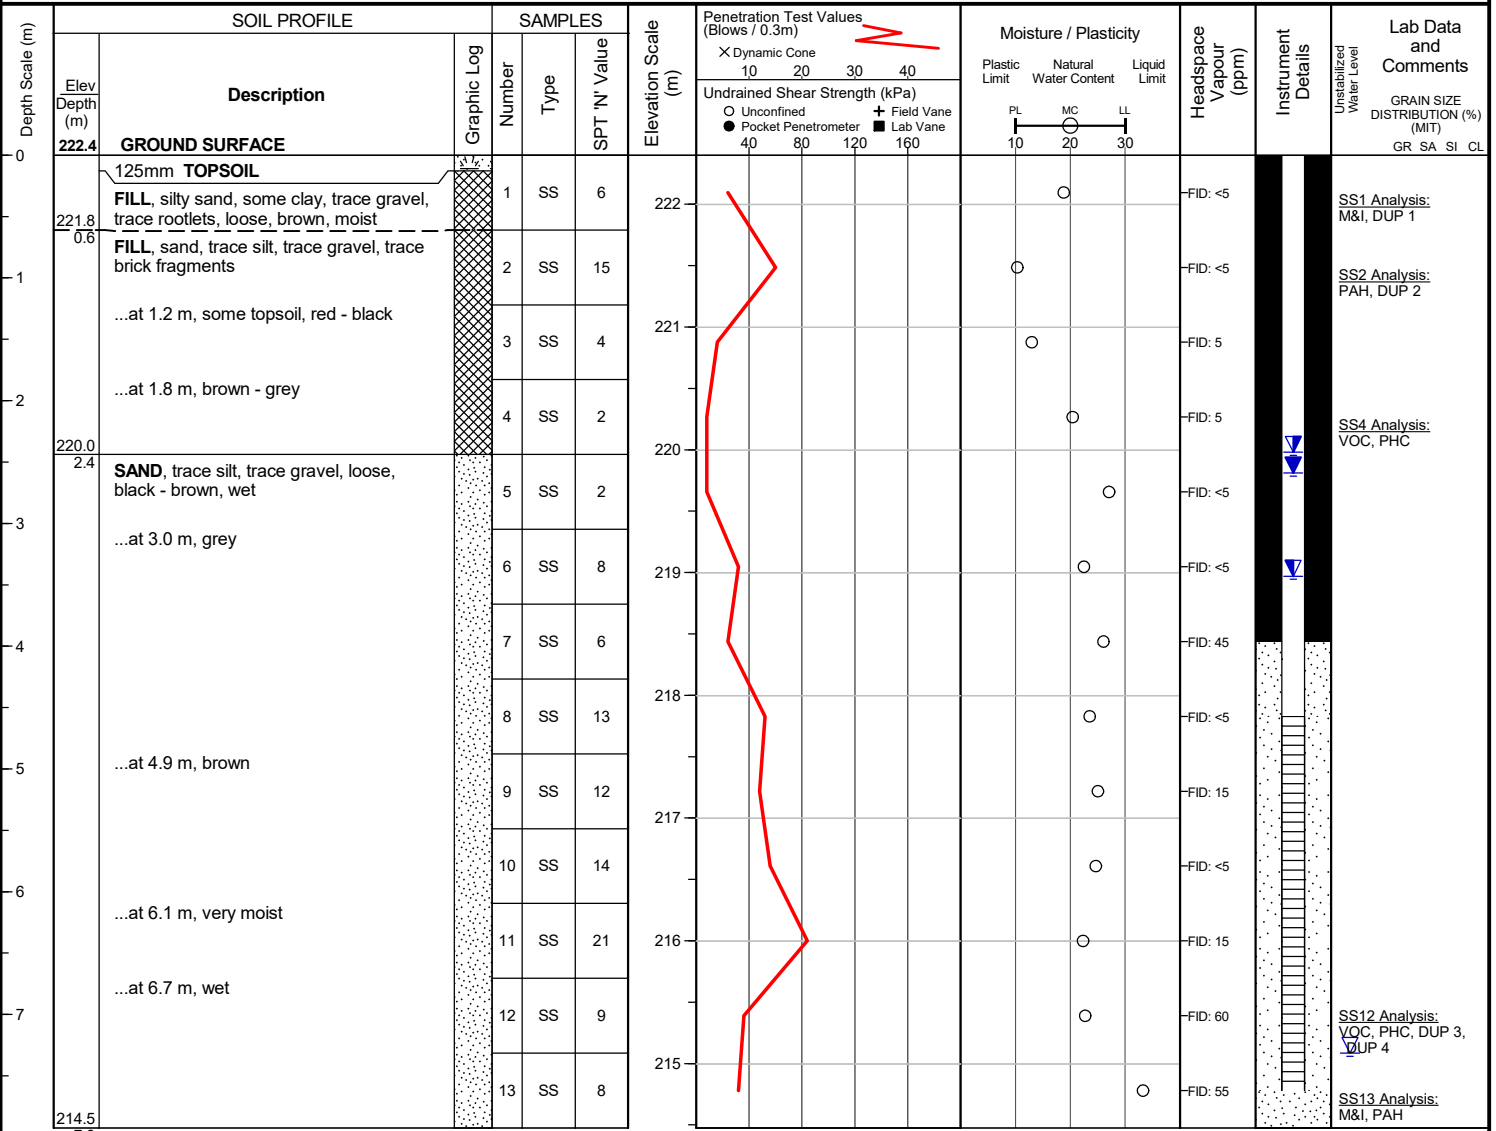 SOIL PROFILE
SAMPLES
Depth Scale (m)
Elev
Depth
(m)
222.4
Description
GROUND SURFACE
Graphic Log
Number
Type
SPT 'N' Value
Elevation Scale
(m)
Penetration Test Values
(Blows / 0.3m)
× Dynamic Cone
10 20 30 40
Undrained Shear Strength (kPa)
Unconfined
Field Vane
Pocket Penetrometer
Lab Vane
40 80 120 160
Moisture / Plasticity
Plastic
Limit
Natural
Water Content
Liquid
Limit
PL MC LL
10 20 30
Headspace
Vapour
(ppm)
Instrument
Details
Unstabilized
Water Level
Lab Data
and
Comments
GRAIN SIZE
DISTRIBUTION (%)
(MIT)
GR SA SI CL
0
125mm TOPSOIL
FILL, silty sand, some clay, trace gravel,
trace rootlets, loose, brown, moist
1 SS 6
222
FID: <5
SS1 Analysis:
M&I, DUP 1
221.8
0.6
FILL, sand, trace silt, trace gravel, trace
brick fragments
2 SS 15
FID: <5
1
SS2 Analysis:
PAH, DUP 2
...at 1.2 m, some topsoil, red - black
221
3 SS 4
FID: 5
...at 1.8 m, brown - grey
2
4 SS 2
FID: 5
SS4 Analysis:
VOC, PHC
220.0
2.4
220
SAND, trace silt, trace gravel, loose,
black - brown, wet
5 SS 2
FID: <5
3
...at 3.0 m, grey
6 SS 8
219
FID: <5
7 SS 6
FID: 45
4
218
8 SS 13
FID: <5
...at 4.9 m, brown
5
9 SS 12
FID: 15
217
10 SS 14
FID: <5
6
...at 6.1 m, very moist
11 SS 21
216
FID: 15
...at 6.7 m, wet
7
12 SS 9
FID: 60
SS12 Analysis:
VOC, PHC, DUP 3,
DUP 4
215
13 SS 8
FID: 55
SS13 Analysis:
M&I, PAH
214.5